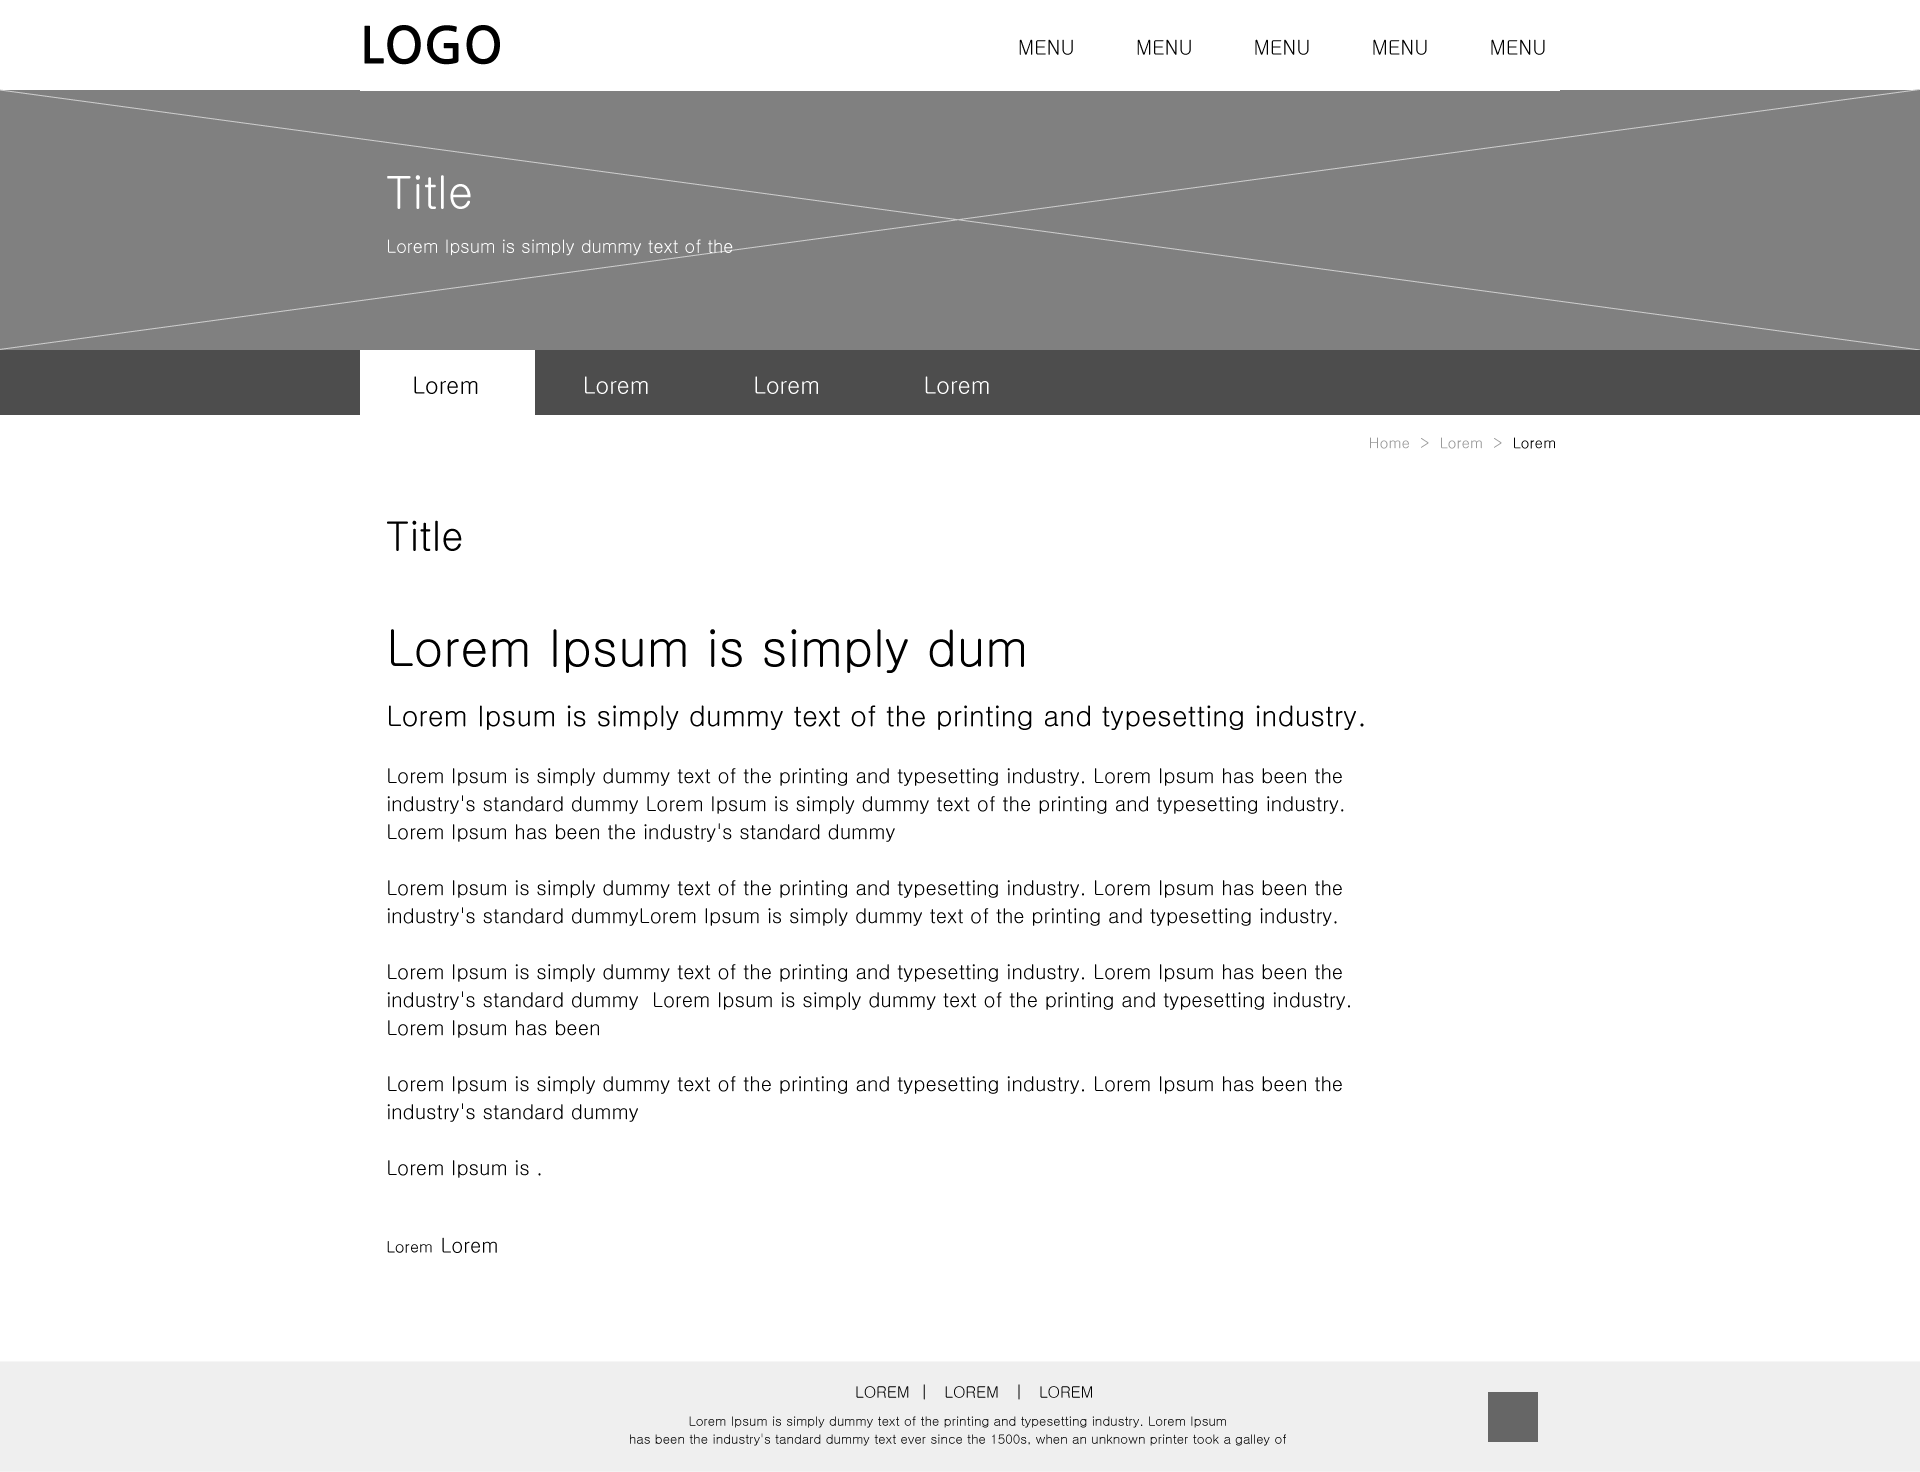 LOGO
MENU MENU MENU MENU MENU
Title
Lorem Ipsum is simply dummy text of the
Lorem Lorem Lorem Lorem
Home > Lorem > Lorem
Title
Lorem Ipsum is simply dum
Lorem Ipsum is simply dummy text of the printing and typesetting industry.
Lorem Ipsum is simply dummy text of the printing and typesetting industry. Lorem Ipsum has been the
industry's standard dummy Lorem Ipsum is simply dummy text of the printing and typesetting industry.
Lorem Ipsum has been the industry's standard dummy
Lorem Ipsum is simply dummy text of the printing and typesetting industry. Lorem Ipsum has been the
industry's standard dummyLorem Ipsum is simply dummy text of the printing and typesetting industry.
Lorem Ipsum is simply dummy text of the printing and typesetting industry. Lorem Ipsum has been the
industry's standard dummy  Lorem Ipsum is simply dummy text of the printing and typesetting industry.
Lorem Ipsum has been
Lorem Ipsum is simply dummy text of the printing and typesetting industry. Lorem Ipsum has been the
industry's standard dummy
Lorem Ipsum is .
Lorem Lorem
LOREM | LOREM | LOREM
Lorem Ipsum is simply dummy text of the printing and typesetting industry. Lorem Ipsum
has been the industry's tandard dummy text ever since the 1500s, when an unknown printer took a galley of